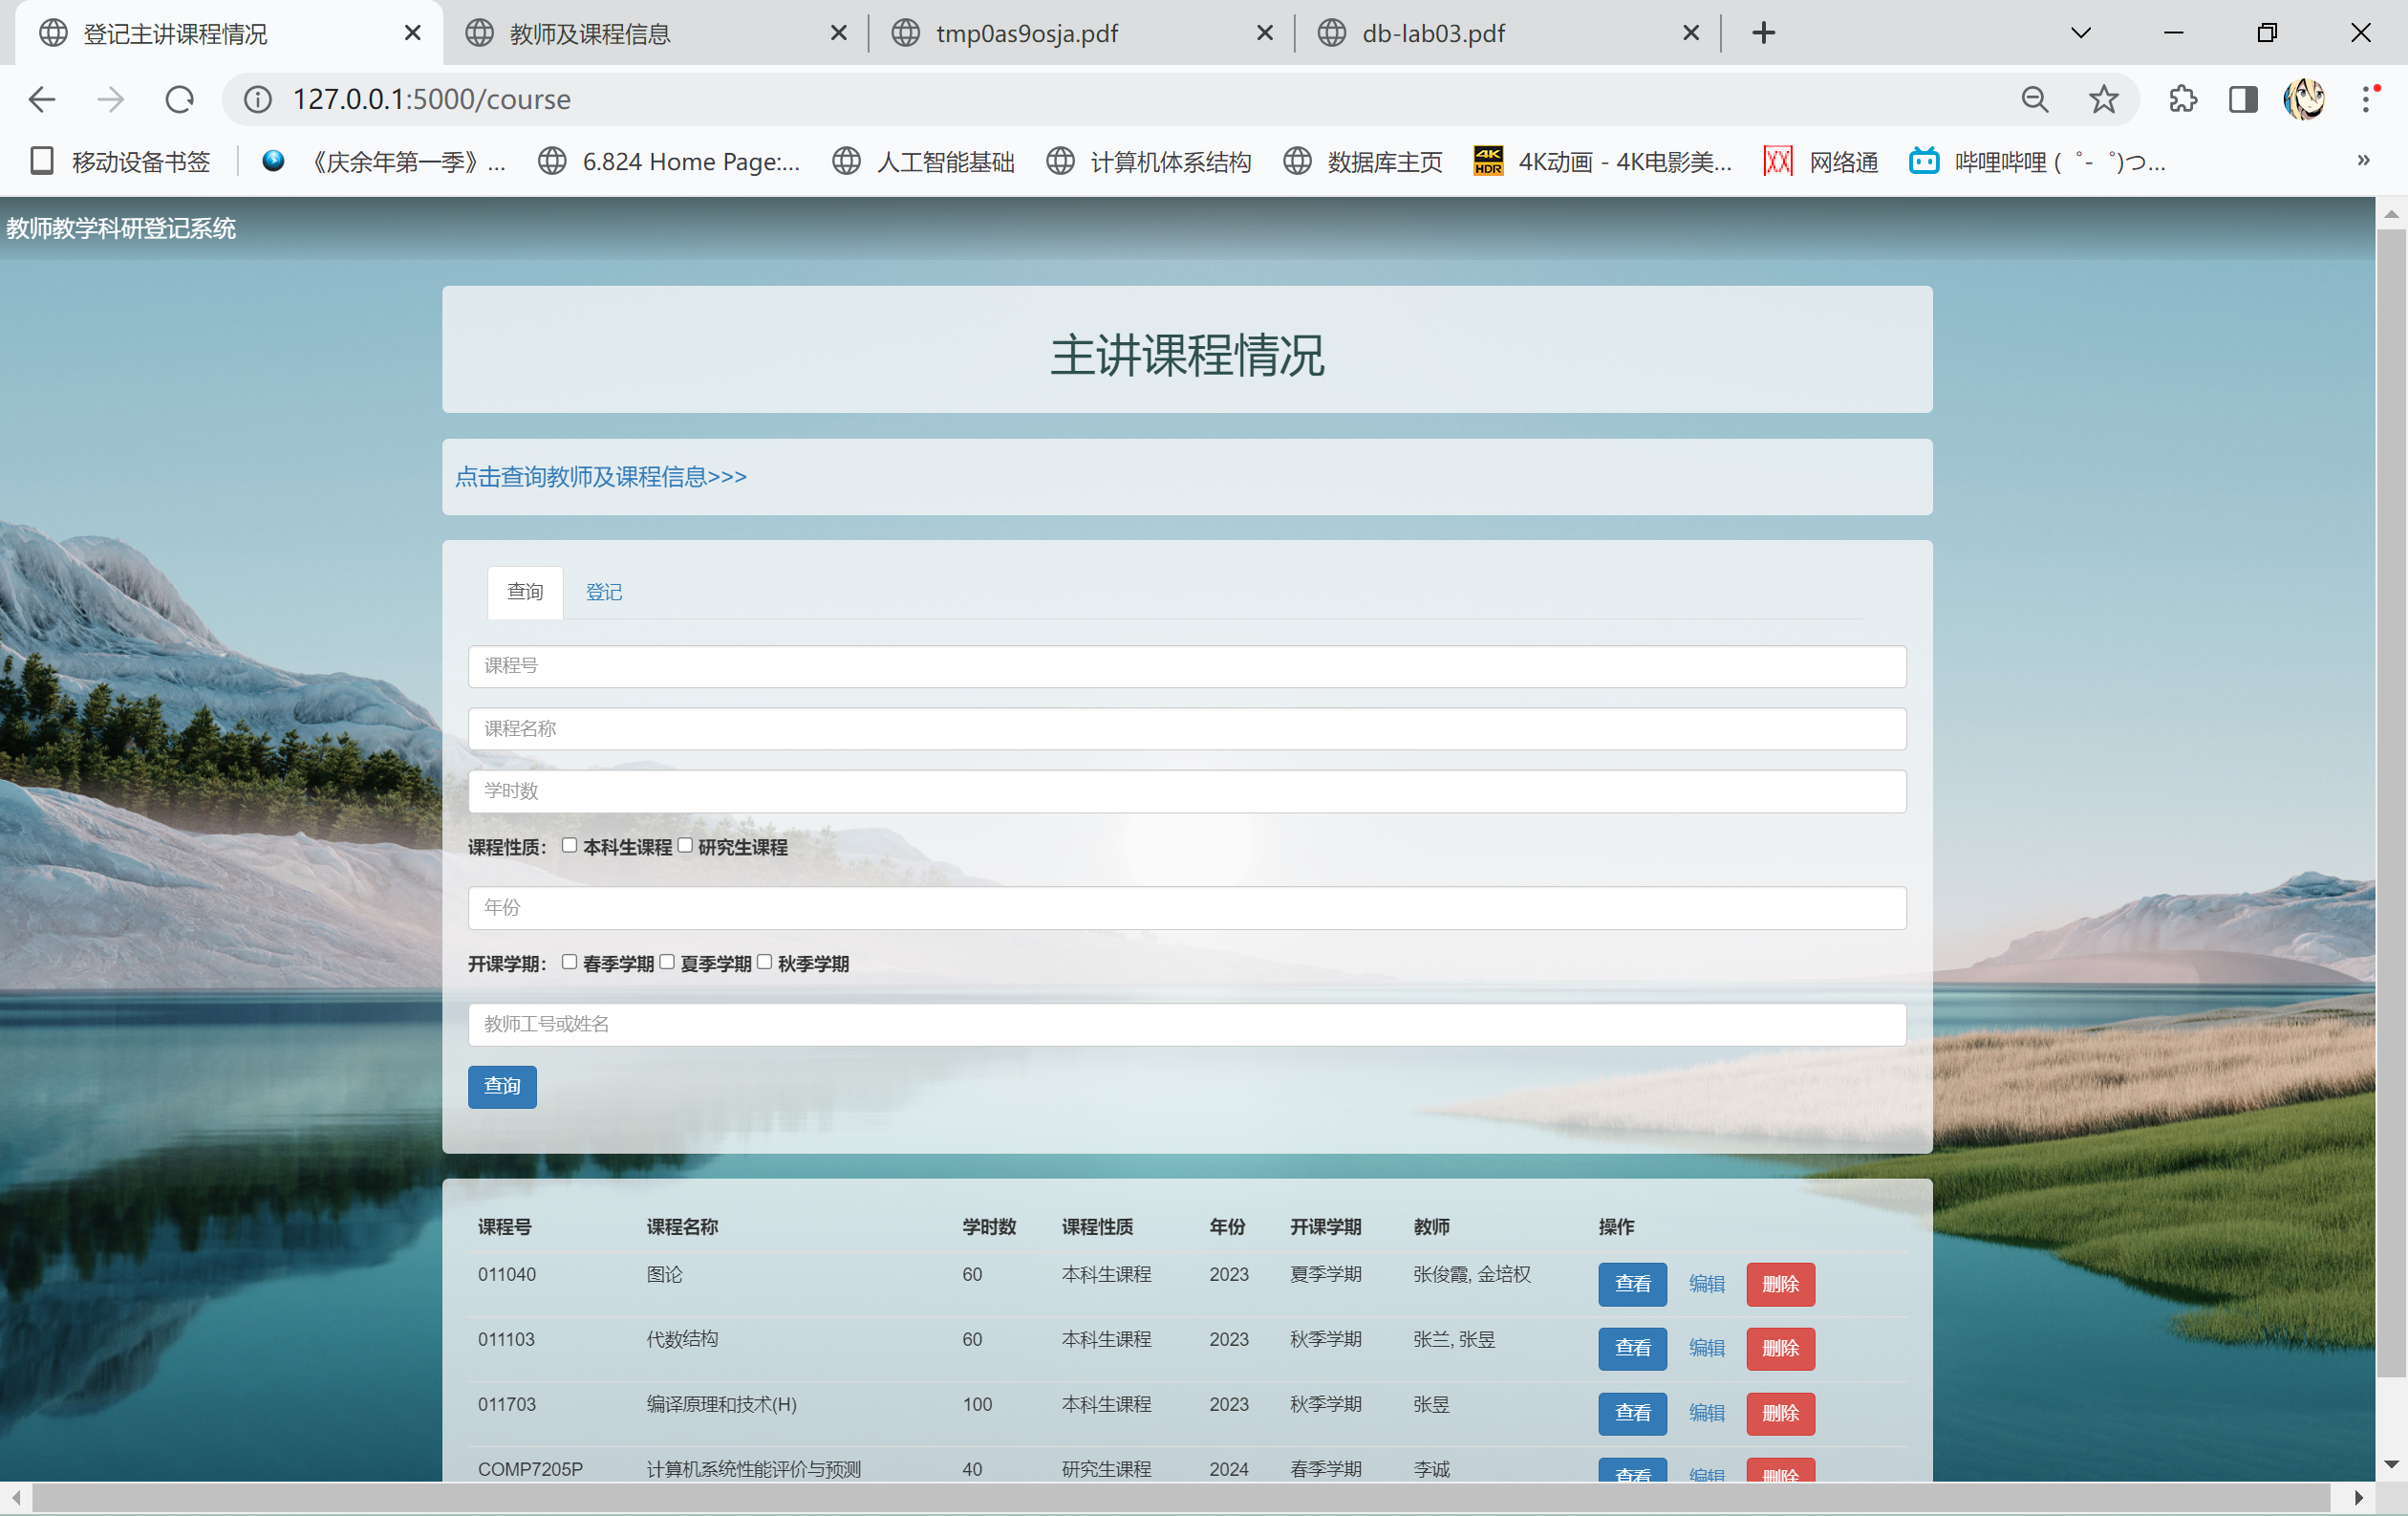 登记主讲课程情况 教师及课程信息 tmp0as9osja.pdf db-lab03.pdf
127.0.0.1:5000/course
移动设备书签 《庆余年第一季》... 6.824 Home Page:... 人工智能基础 计算机体系结构 数据库主页 4K HDR 4K动画 - 4K电影美... 网络通 哔哩哔哩 (゜-゜)つ... »
教师教学科研登记系统
主讲课程情况
点击查询教师及课程信息>>>
查询 登记
课程号
课程名称
学时数
课程性质： 本科生课程 研究生课程
年份
开课学期： 春季学期 夏季学期 秋季学期
教师工号或姓名
查询
课程号 课程名称 学时数 课程性质 年份 开课学期 教师 操作
011040 图论 60 本科生课程 2023 夏季学期 张俊霞, 金培权 查看 编辑 删除
011103 代数结构 60 本科生课程 2023 秋季学期 张兰, 张昱 查看 编辑 删除
011703 编译原理和技术(H) 100 本科生课程 2023 秋季学期 张昱 查看 编辑 删除
COMP7205P 计算机系统性能评价与预测 40 研究生课程 2024 春季学期 李诚 查看 编辑 删除